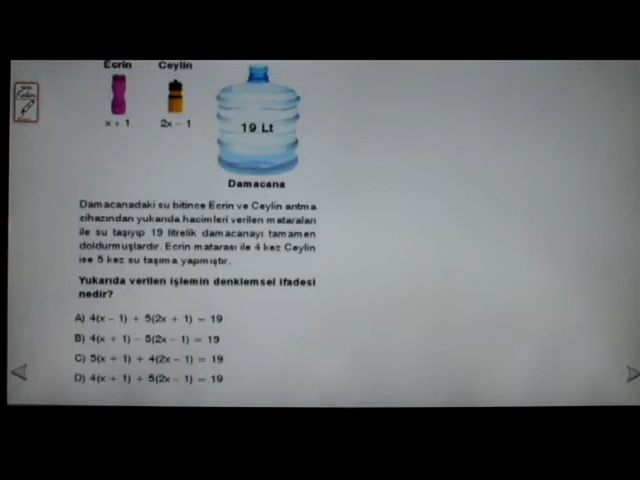 Ecrin Ceylin
x + 1 2x − 1
19 Lt
Damacana
Damacanadaki su bitince Ecrin ve Ceylin arıtma
cihazından yukarıda hacimleri verilen mataraları
ile su taşıyıp 19 litrelik damacanayı tamamen
doldurmuşlardır. Ecrin matarası ile 4 kez Ceylin
ise 5 kez su taşıma yapmıştır.
Yukarıda verilen işlemin denklemsel ifadesi
nedir?
A) 4(x − 1) + 5(2x + 1) = 19
B) 4(x + 1) − 5(2x − 1) = 19
C) 5(x + 1) + 4(2x − 1) = 19
D) 4(x + 1) + 5(2x − 1) = 19